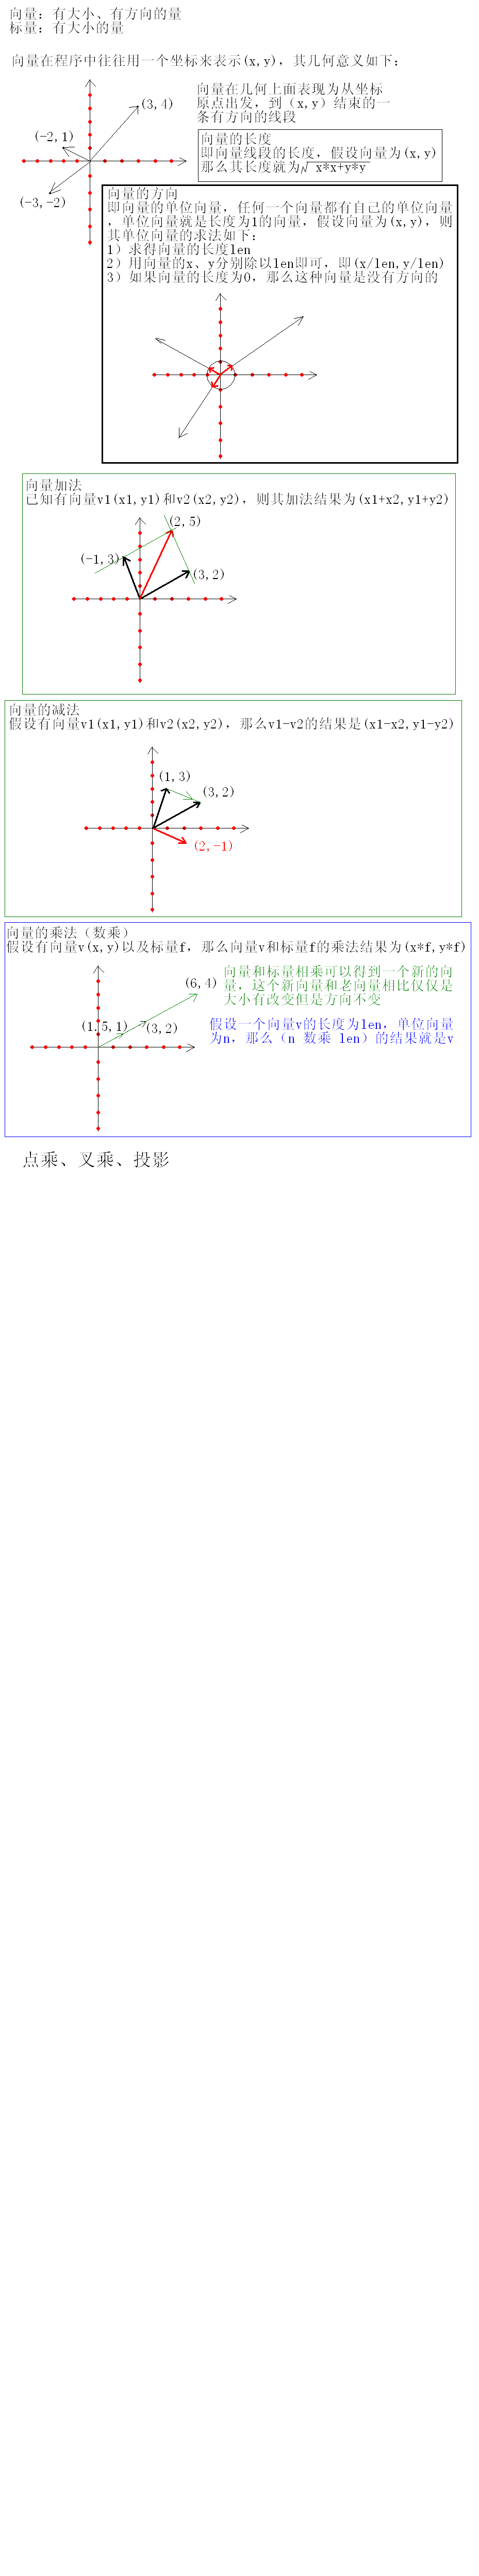 向量：有大小、有方向的量
标量：有大小的量
向量在程序中往往用一个坐标来表示(x,y)，其几何意义如下：
(3,4)
(-2,1)
(-3,-2)
向量在几何上面表现为从坐标
原点出发，到（x,y）结束的一
条有方向的线段
向量的长度
即向量线段的长度，假设向量为(x,y)
那么其长度就为√ x*x+y*y
向量的方向
即向量的单位向量，任何一个向量都有自己的单位向量
，单位向量就是长度为1的向量，假设向量为(x,y)，则
其单位向量的求法如下：
1）求得向量的长度len
2）用向量的x、y分别除以len即可，即(x/len,y/len)
3）如果向量的长度为0，那么这种向量是没有方向的
向量加法
已知有向量v1(x1,y1)和v2(x2,y2)，则其加法结果为(x1+x2,y1+y2)
(2,5)
(-1,3)
(3,2)
向量的减法
假设有向量v1(x1,y1)和v2(x2,y2)，那么v1-v2的结果是(x1-x2,y1-y2)
(1,3)
(3,2)
(2,-1)
向量的乘法（数乘）
假设有向量v(x,y)以及标量f，那么向量v和标量f的乘法结果为(x*f,y*f)
(6,4)
(1.5,1)
(3,2)
向量和标量相乘可以得到一个新的向
量，这个新向量和老向量相比仅仅是
大小有改变但是方向不变
假设一个向量v的长度为len，单位向量
为n，那么（n 数乘 len）的结果就是v
点乘、叉乘、投影